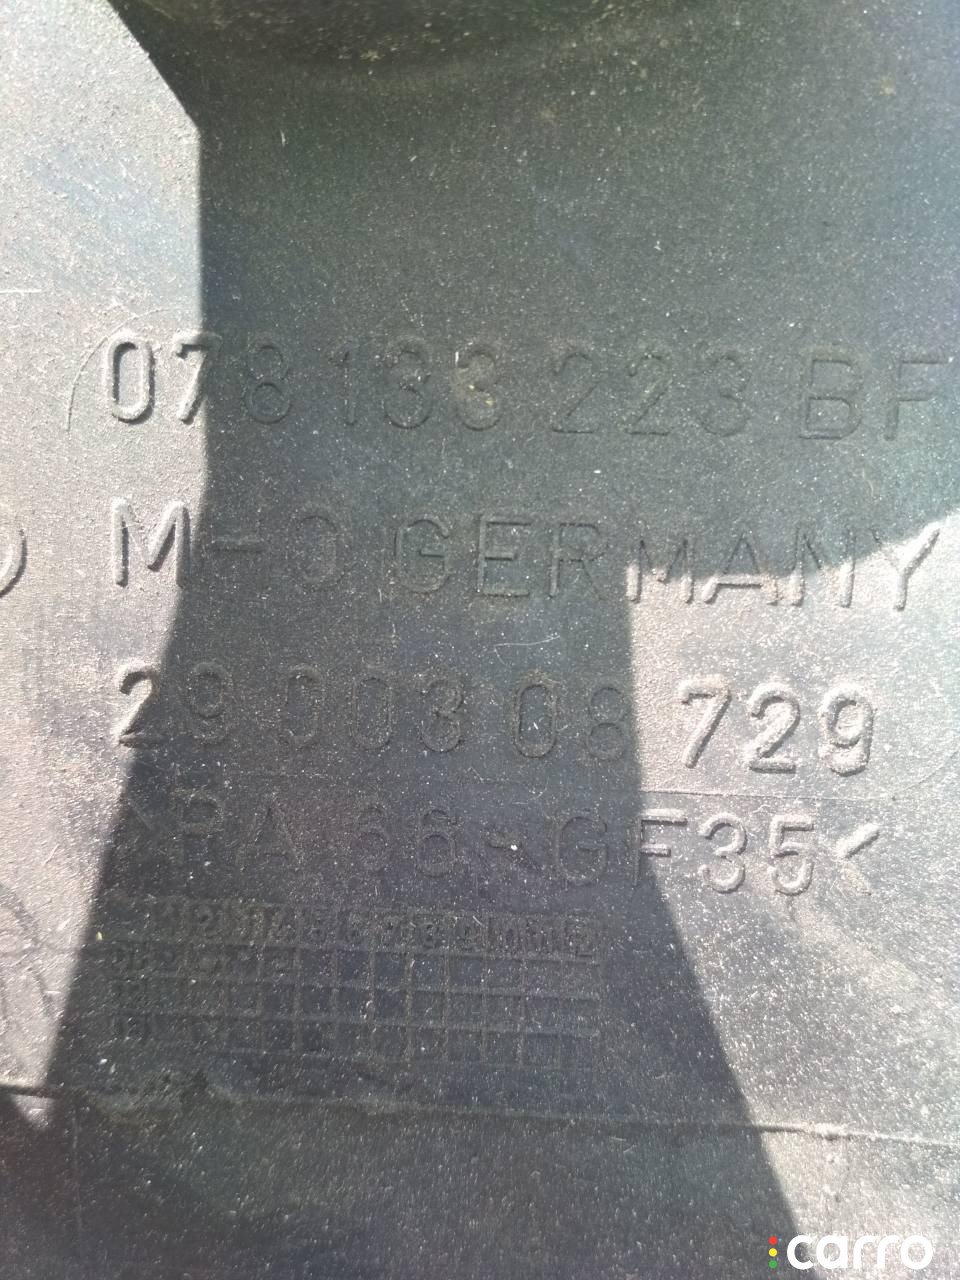 078 133 223 BF
M-O GERMANY
29 003 08 729
>PA 66-GF35<
carro